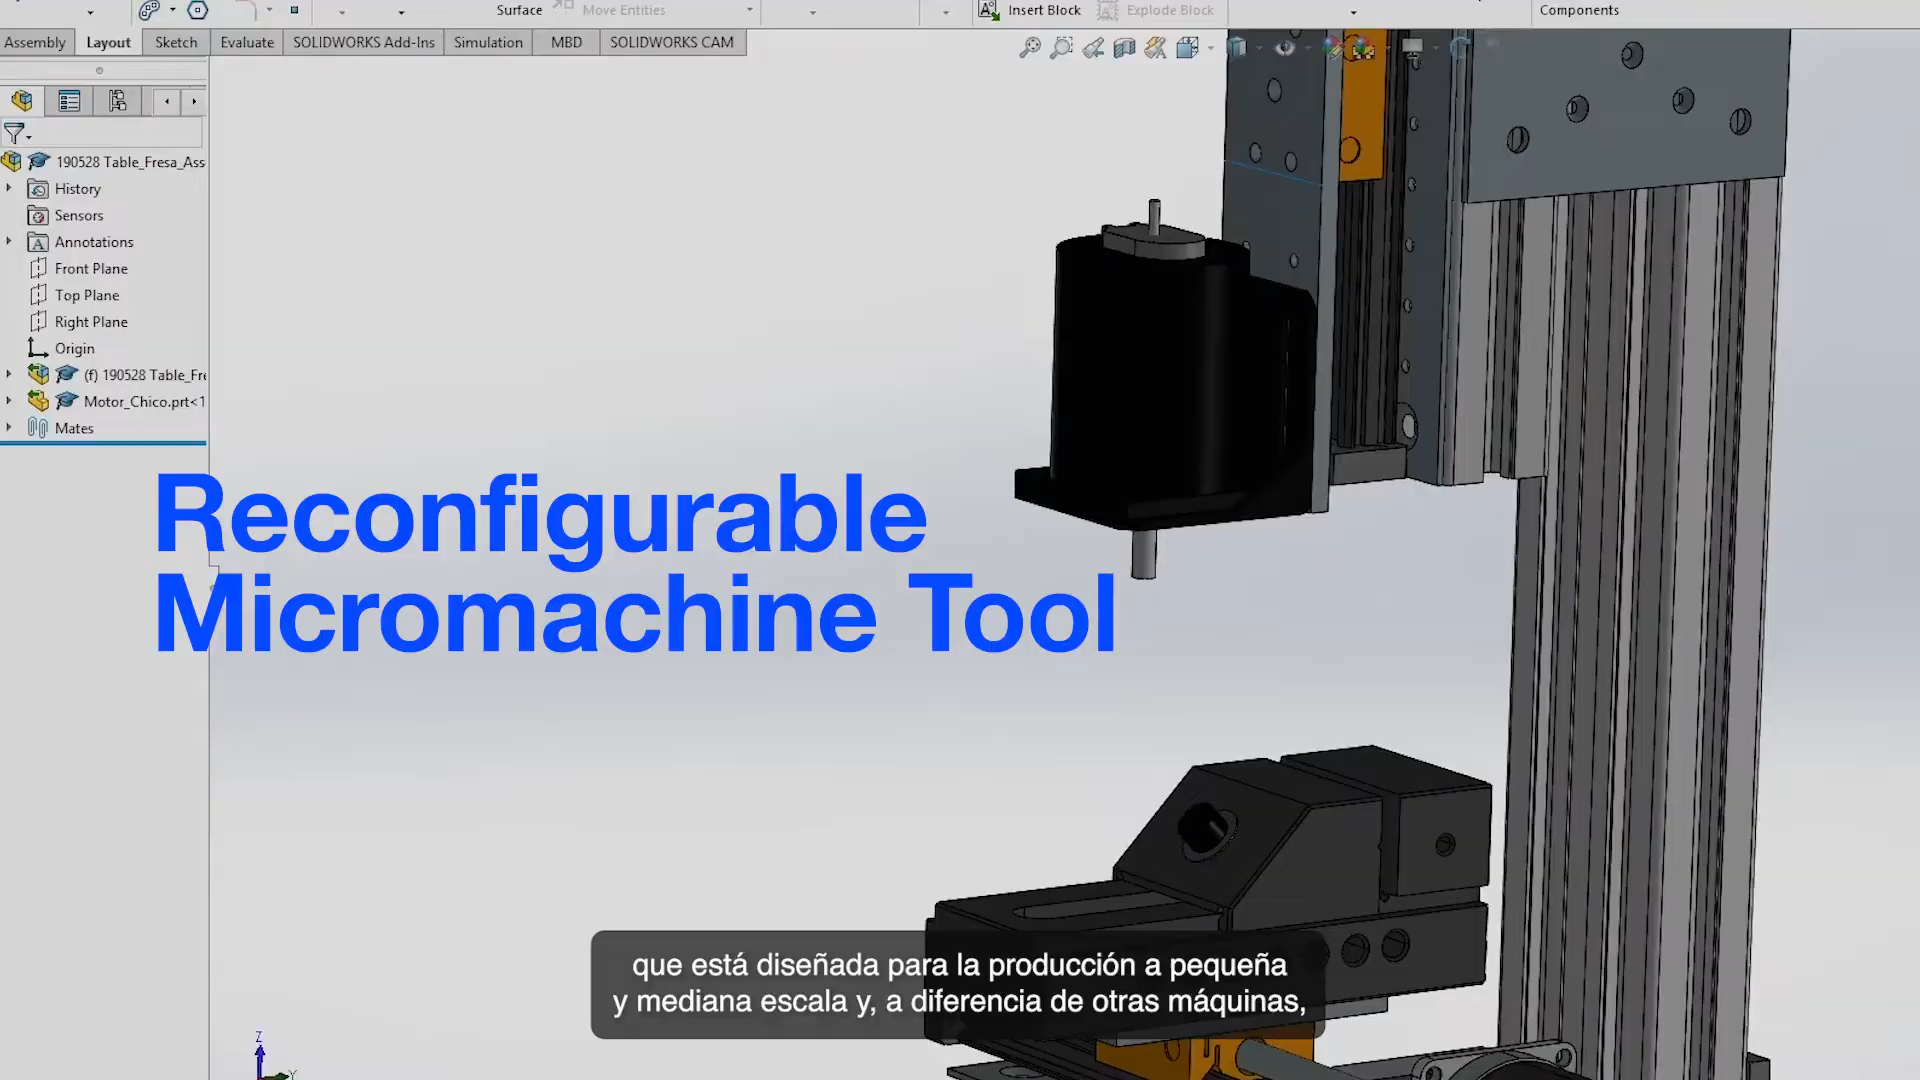 Surface
Move Entities
Insert Block
Explode Block
Components
Assembly
Layout
Sketch
Evaluate
SOLIDWORKS Add-Ins
Simulation
MBD
SOLIDWORKS CAM
190528 Table_Fresa_Ass
History
Sensors
Annotations
Front Plane
Top Plane
Right Plane
Origin
(f) 190528 Table_Fre
Motor_Chico.prt<1
Mates
Reconfigurable
Micromachine Tool
que está diseñada para la producción a pequeña
y mediana escala y, a diferencia de otras máquinas,
Z
Y